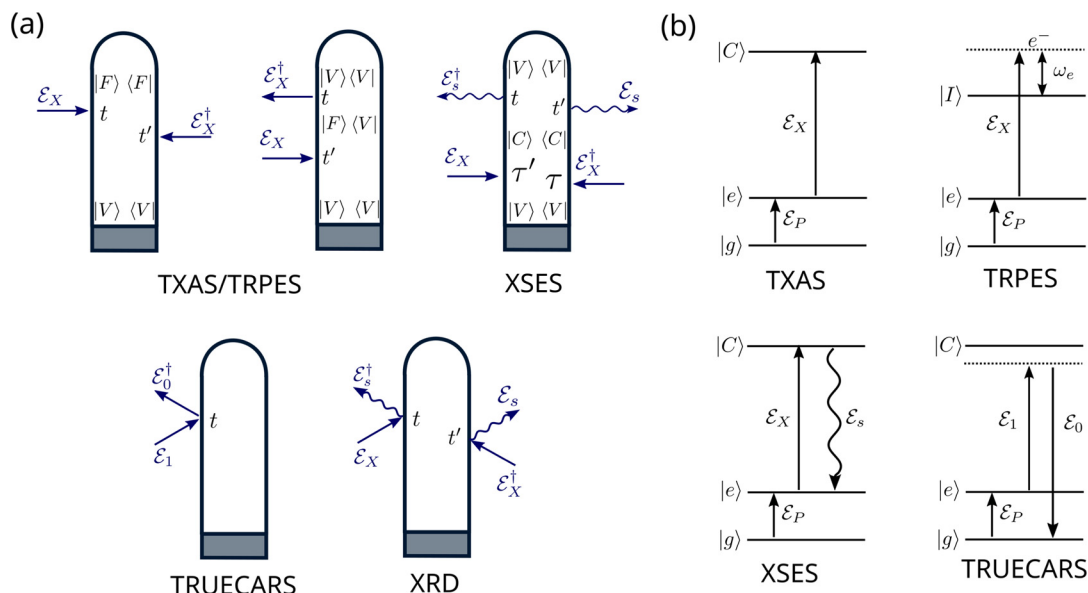 (a)
|F⟩ ⟨F|
ℰ_X
t
ℰ_X^†
t′
|V⟩ ⟨V|
ℰ_X^†
|V⟩ ⟨V|
t
|F⟩ ⟨V|
ℰ_X
t′
|V⟩ ⟨V|
ℰ_s^†
|V⟩ ⟨V|
t
t′
ℰ_s
|C⟩ ⟨C|
ℰ_X
τ′
τ
ℰ_X^†
|V⟩ ⟨V|
TXAS/TRPES
XSES
ℰ_0^†
t
ℰ_1
TRUECARS
ℰ_s^†
t
ℰ_s
t′
ℰ_X
ℰ_X^†
XRD
(b)
|C⟩
ℰ_X
|e⟩
ℰ_P
|g⟩
TXAS
e⁻
ω_e
|I⟩
ℰ_X
|e⟩
ℰ_P
|g⟩
TRPES
|C⟩
ℰ_X
ℰ_s
|e⟩
ℰ_P
|g⟩
XSES
|C⟩
ℰ_1
ℰ_0
|e⟩
ℰ_P
|g⟩
TRUECARS